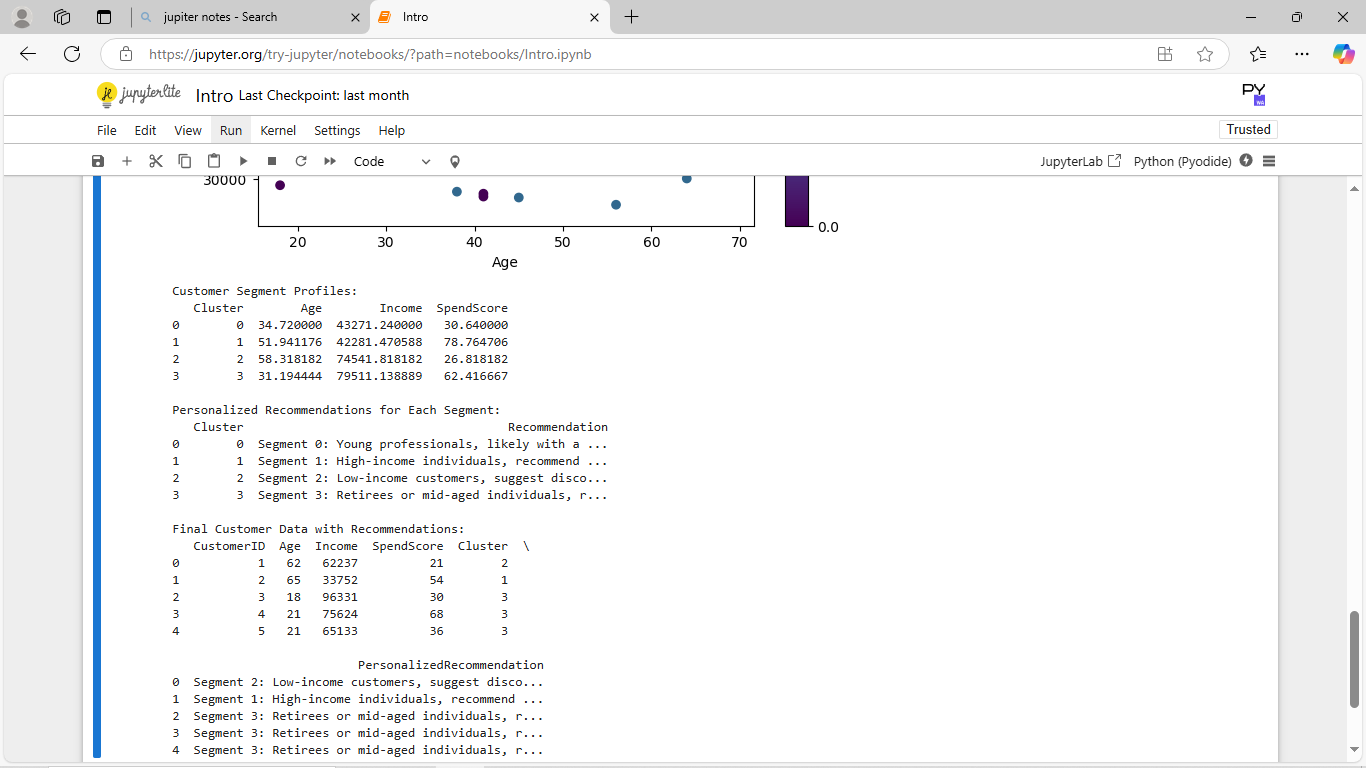 jupiter notes - Search
Intro
https://jupyter.org/try-jupyter/notebooks/?path=notebooks/Intro.ipynb
jupyterlite Intro Last Checkpoint: last month
PY
File Edit View Run Kernel Settings Help
Trusted
Code
JupyterLab Python (Pyodide)
30000
0.0
20 30 40 50 60 70
Age
Customer Segment Profiles:
Cluster Age Income SpendScore
0 0 34.720000 43271.240000 30.640000
1 1 51.941176 42281.470588 78.764706
2 2 58.318182 74541.818182 26.818182
3 3 31.194444 79511.138889 62.416667
Personalized Recommendations for Each Segment:
Cluster Recommendation
0 0 Segment 0: Young professionals, likely with a ...
1 1 Segment 1: High-income individuals, recommend ...
2 2 Segment 2: Low-income customers, suggest disco...
3 3 Segment 3: Retirees or mid-aged individuals, r...
Final Customer Data with Recommendations:
CustomerID Age Income SpendScore Cluster \
0 1 62 62237 21 2
1 2 65 33752 54 1
2 3 18 96331 30 3
3 4 21 75624 68 3
4 5 21 65133 36 3
PersonalizedRecommendation
0 Segment 2: Low-income customers, suggest disco...
1 Segment 1: High-income individuals, recommend ...
2 Segment 3: Retirees or mid-aged individuals, r...
3 Segment 3: Retirees or mid-aged individuals, r...
4 Segment 3: Retirees or mid-aged individuals, r...